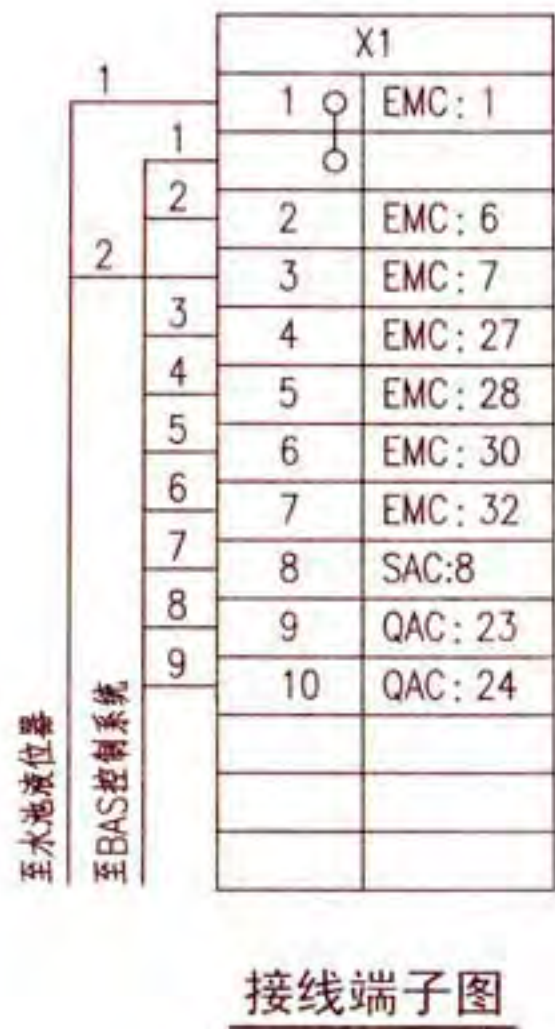 X1
1
1 EMC: 1
1
2
2 EMC: 6
2
3 EMC: 7
3
4 EMC: 27
4
5 EMC: 28
5
6 EMC: 30
6
7 EMC: 32
7
8 SAC:8
8
9 QAC: 23
9
10 QAC: 24
至水池液位器
至BAS控制系统
接线端子图